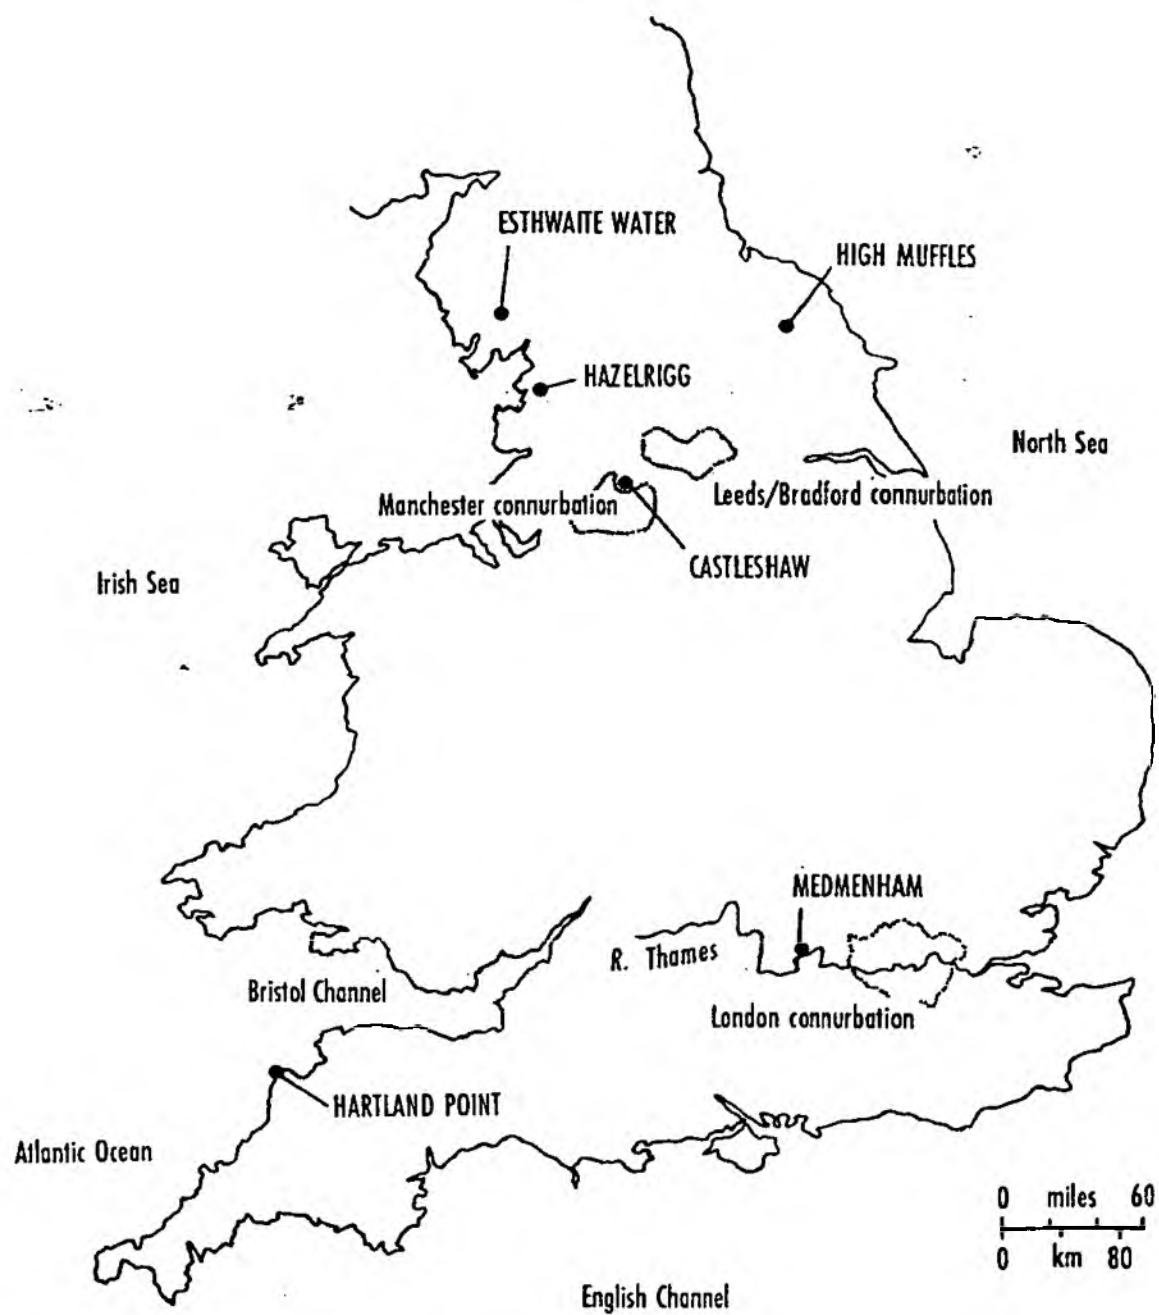 ESTHWAITE WATER
HIGH MUFFLES
HAZELRIGG
North Sea
Manchester connurbation
Leeds/Bradford connurbation
CASTLESHAW
Irish Sea
MEDMENHAM
R. Thames
Bristol Channel
London connurbation
HARTLAND POINT
Atlantic Ocean
0 miles 60
0 km 80
English Channel